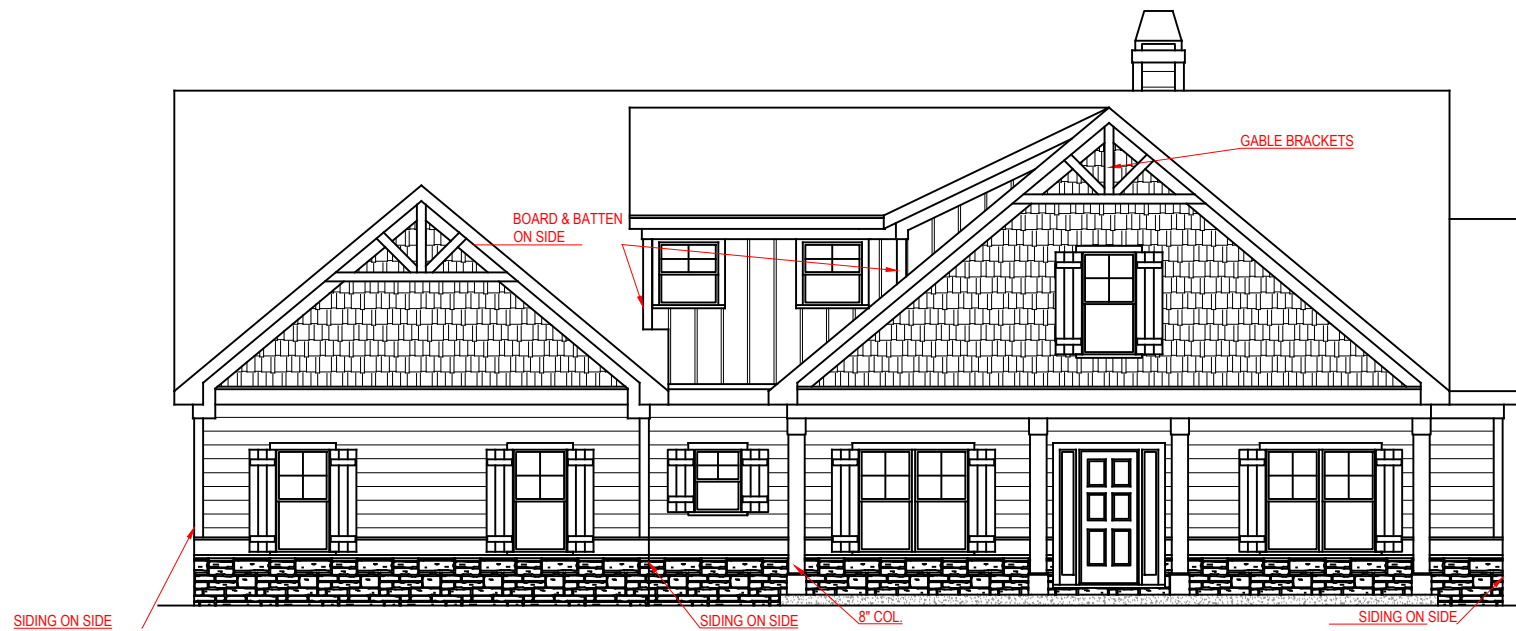 GABLE BRACKETS
BOARD & BATTEN
ON SIDE
SIDING ON SIDE
SIDING ON SIDE
8" COL.
SIDING ON SIDE